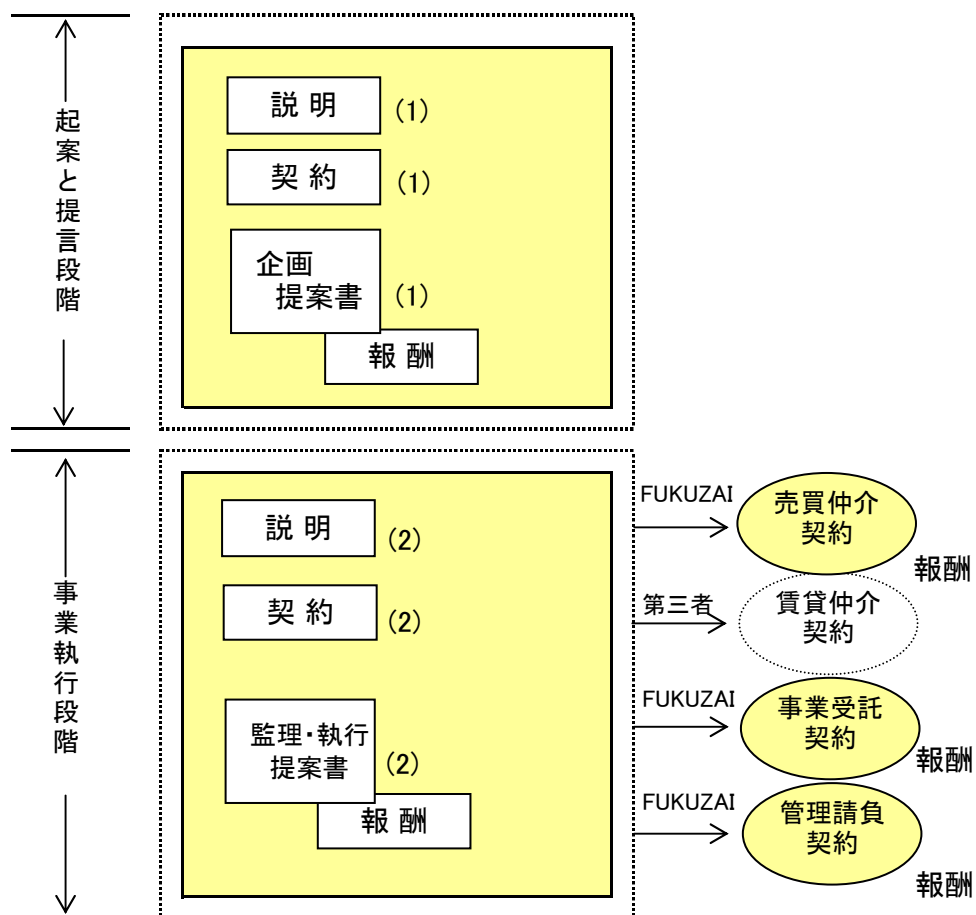 起案と提言段階
説 明
(1)
契 約
(1)
企画
提案書
(1)
報 酬
事業執行段階
説 明
(2)
契 約
(2)
監理・執行
提案書
(2)
報 酬
FUKUZAI
売買仲介
契約
報酬
第三者
賃貸仲介
契約
FUKUZAI
事業受託
契約
報酬
FUKUZAI
管理請負
契約
報酬